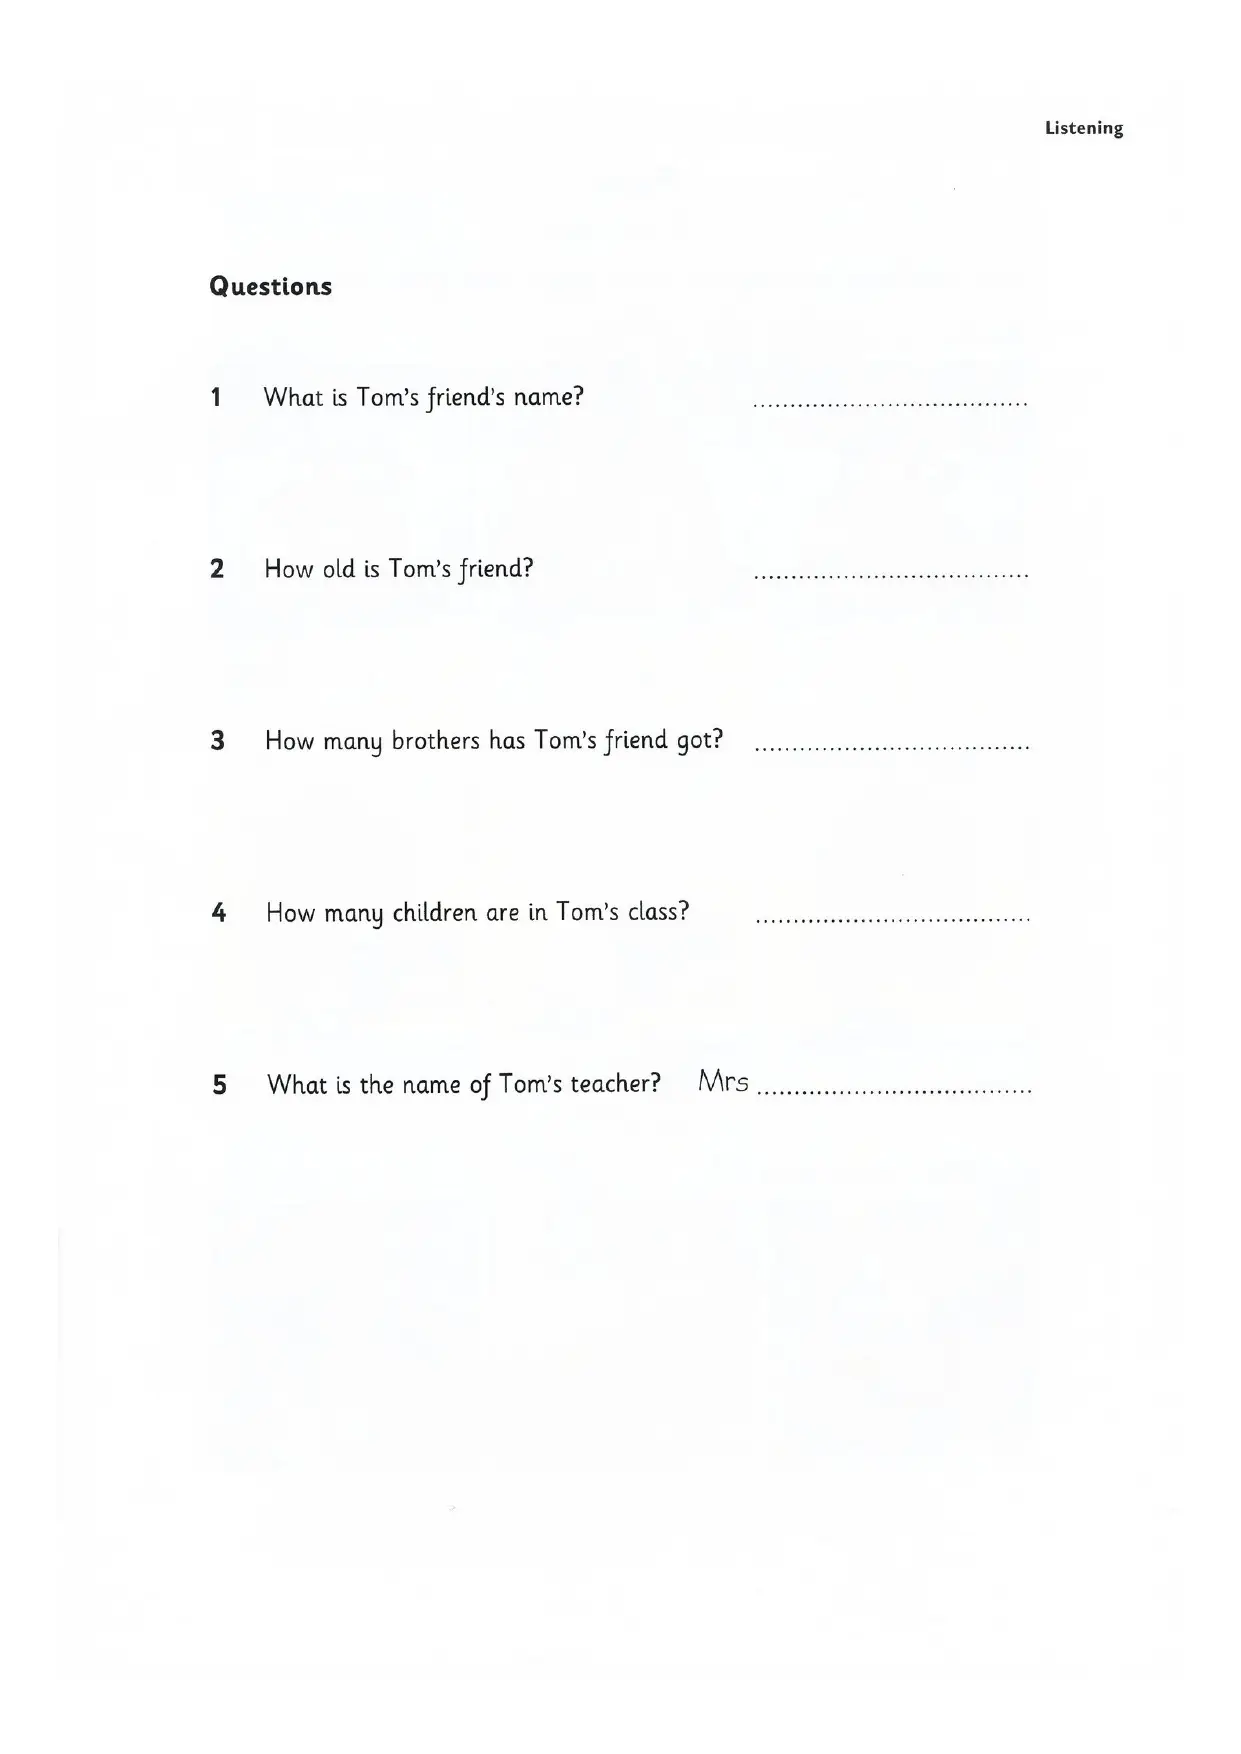 Listening
Questions
1 What is Tom's friend's name? ....................................
2 How old is Tom's friend? ....................................
3 How many brothers has Tom's friend got? ....................................
4 How many children are in Tom's class? ....................................
5 What is the name of Tom's teacher? Mrs ....................................